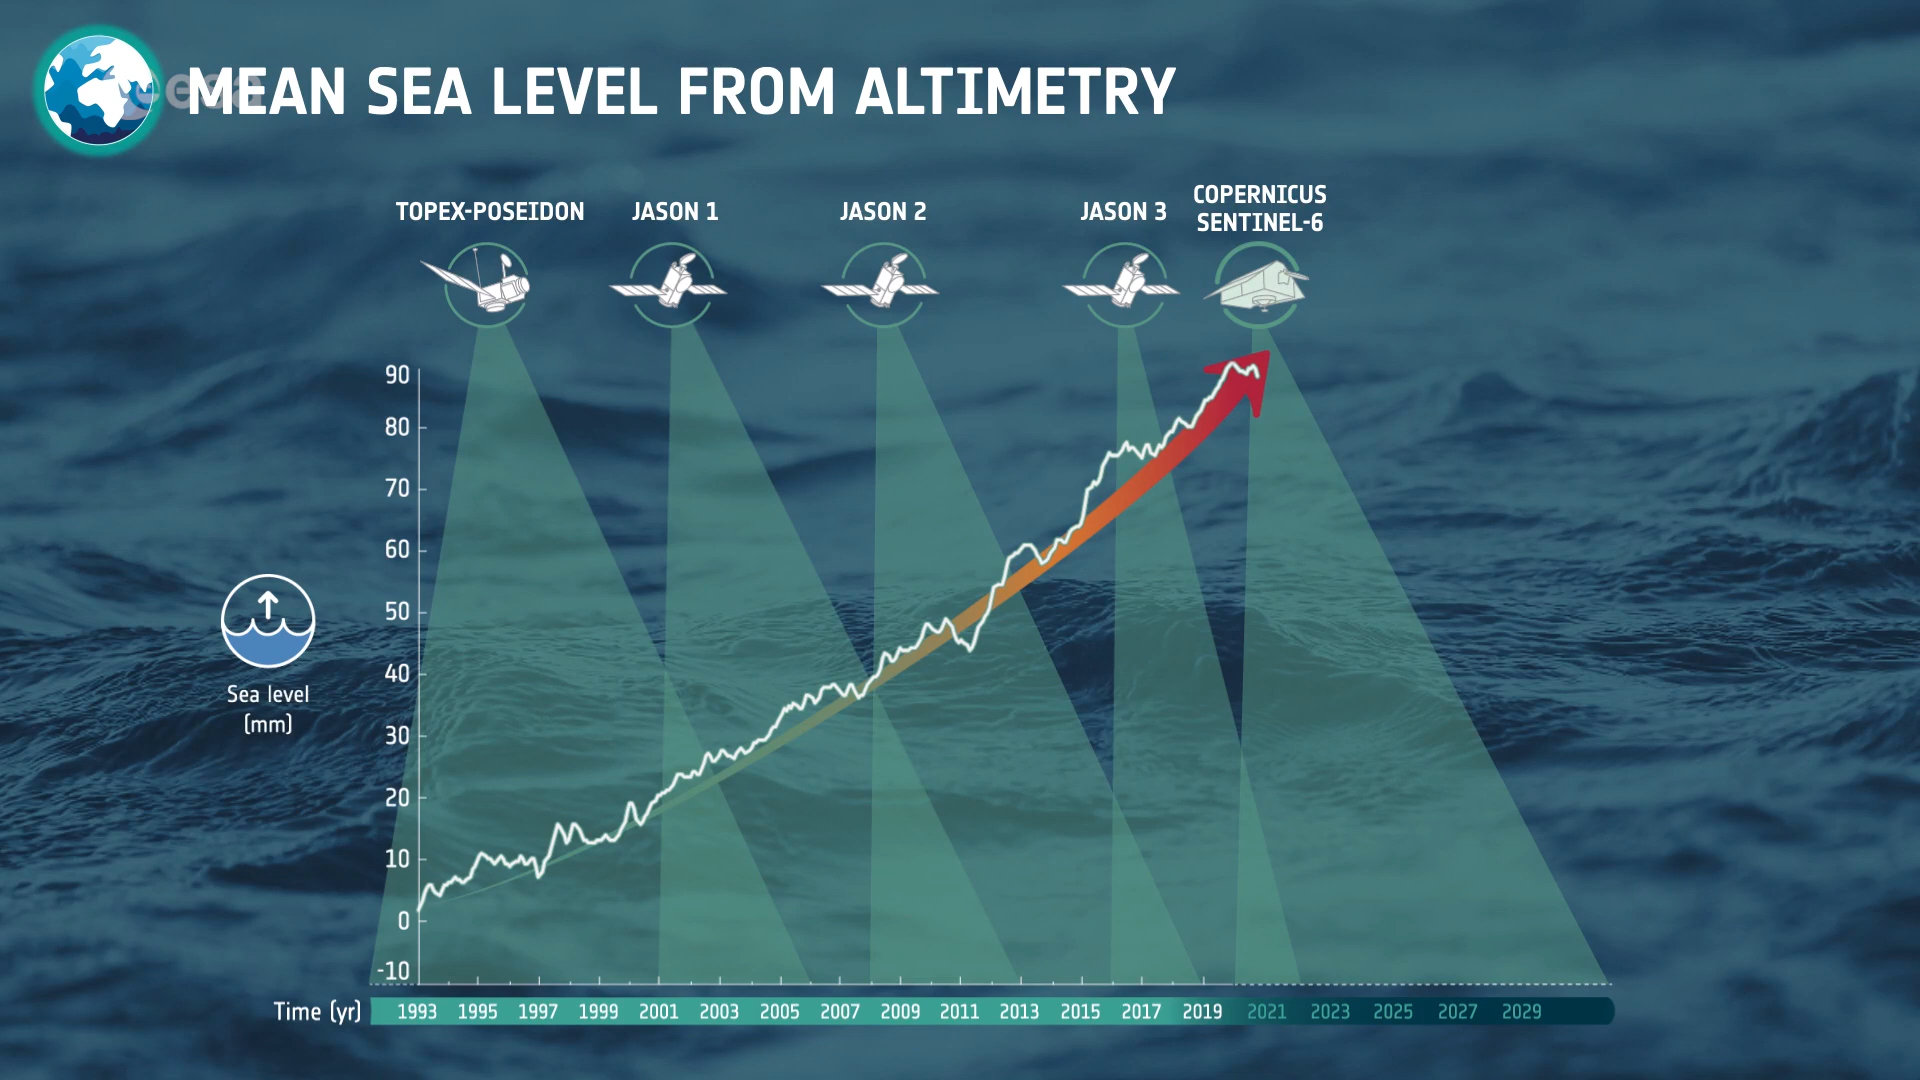 esa
MEAN SEA LEVEL FROM ALTIMETRY
TOPEX-POSEIDON
JASON 1
JASON 2
JASON 3
COPERNICUS
SENTINEL-6
90
80
70
60
50
40
30
20
10
0
-10
Sea level
(mm)
Time (yr)
1993 1995 1997 1999 2001 2003 2005 2007 2009 2011 2013 2015 2017 2019 2021 2023 2025 2027 2029